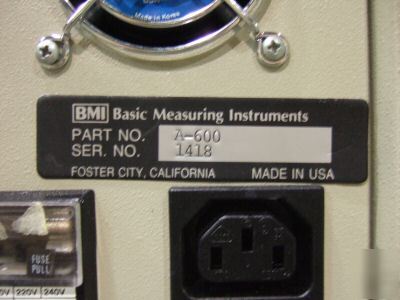 Made in Korea
BMI Basic Measuring Instruments
PART NO. A-600
SER. NO. 1418
FOSTER CITY, CALIFORNIA MADE IN USA
FUSE
PULL
220V 240V